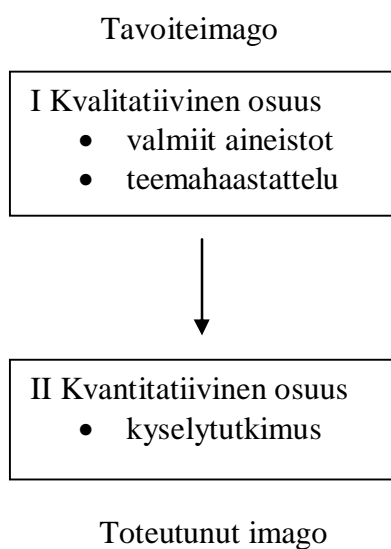 Tavoiteimago
I Kvalitatiivinen osuus
• valmiit aineistot
• teemahaastattelu
II Kvantitatiivinen osuus
• kyselytutkimus
Toteutunut imago